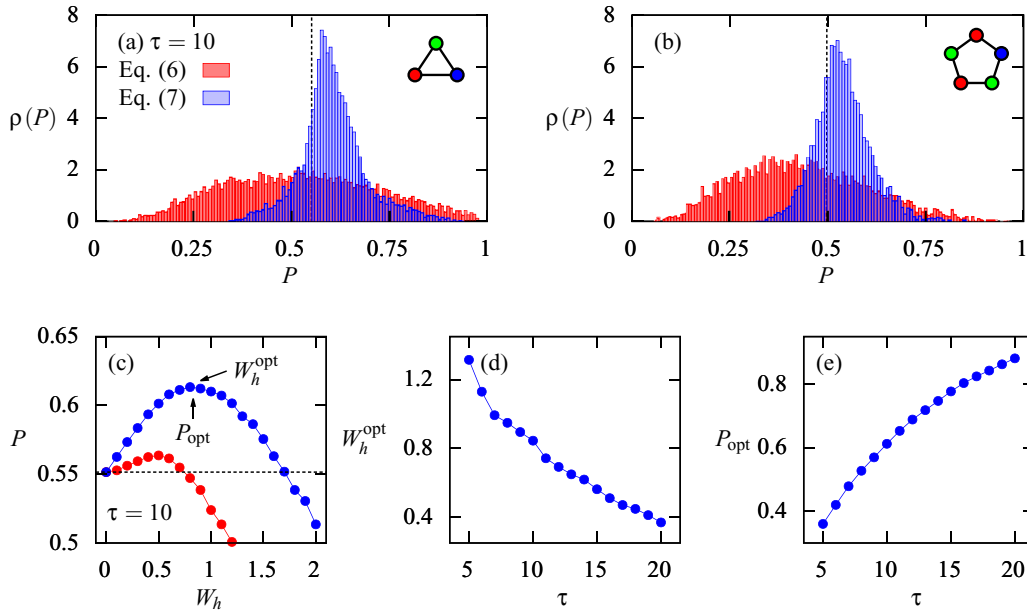 (a) τ = 10
Eq. (6)
Eq. (7)
ρ(P)
8
6
4
2
0
0 0.25 0.5 0.75 1
P
(b)
ρ(P)
8
6
4
2
0
0 0.25 0.5 0.75 1
P
(c)
W_h^opt
P_opt
τ = 10
P
0.65
0.6
0.55
0.5
0 0.5 1 1.5 2
W_h
(d)
W_h^opt
1.2
0.8
0.4
5 10 15 20
τ
(e)
P_opt
0.8
0.6
0.4
5 10 15 20
τ